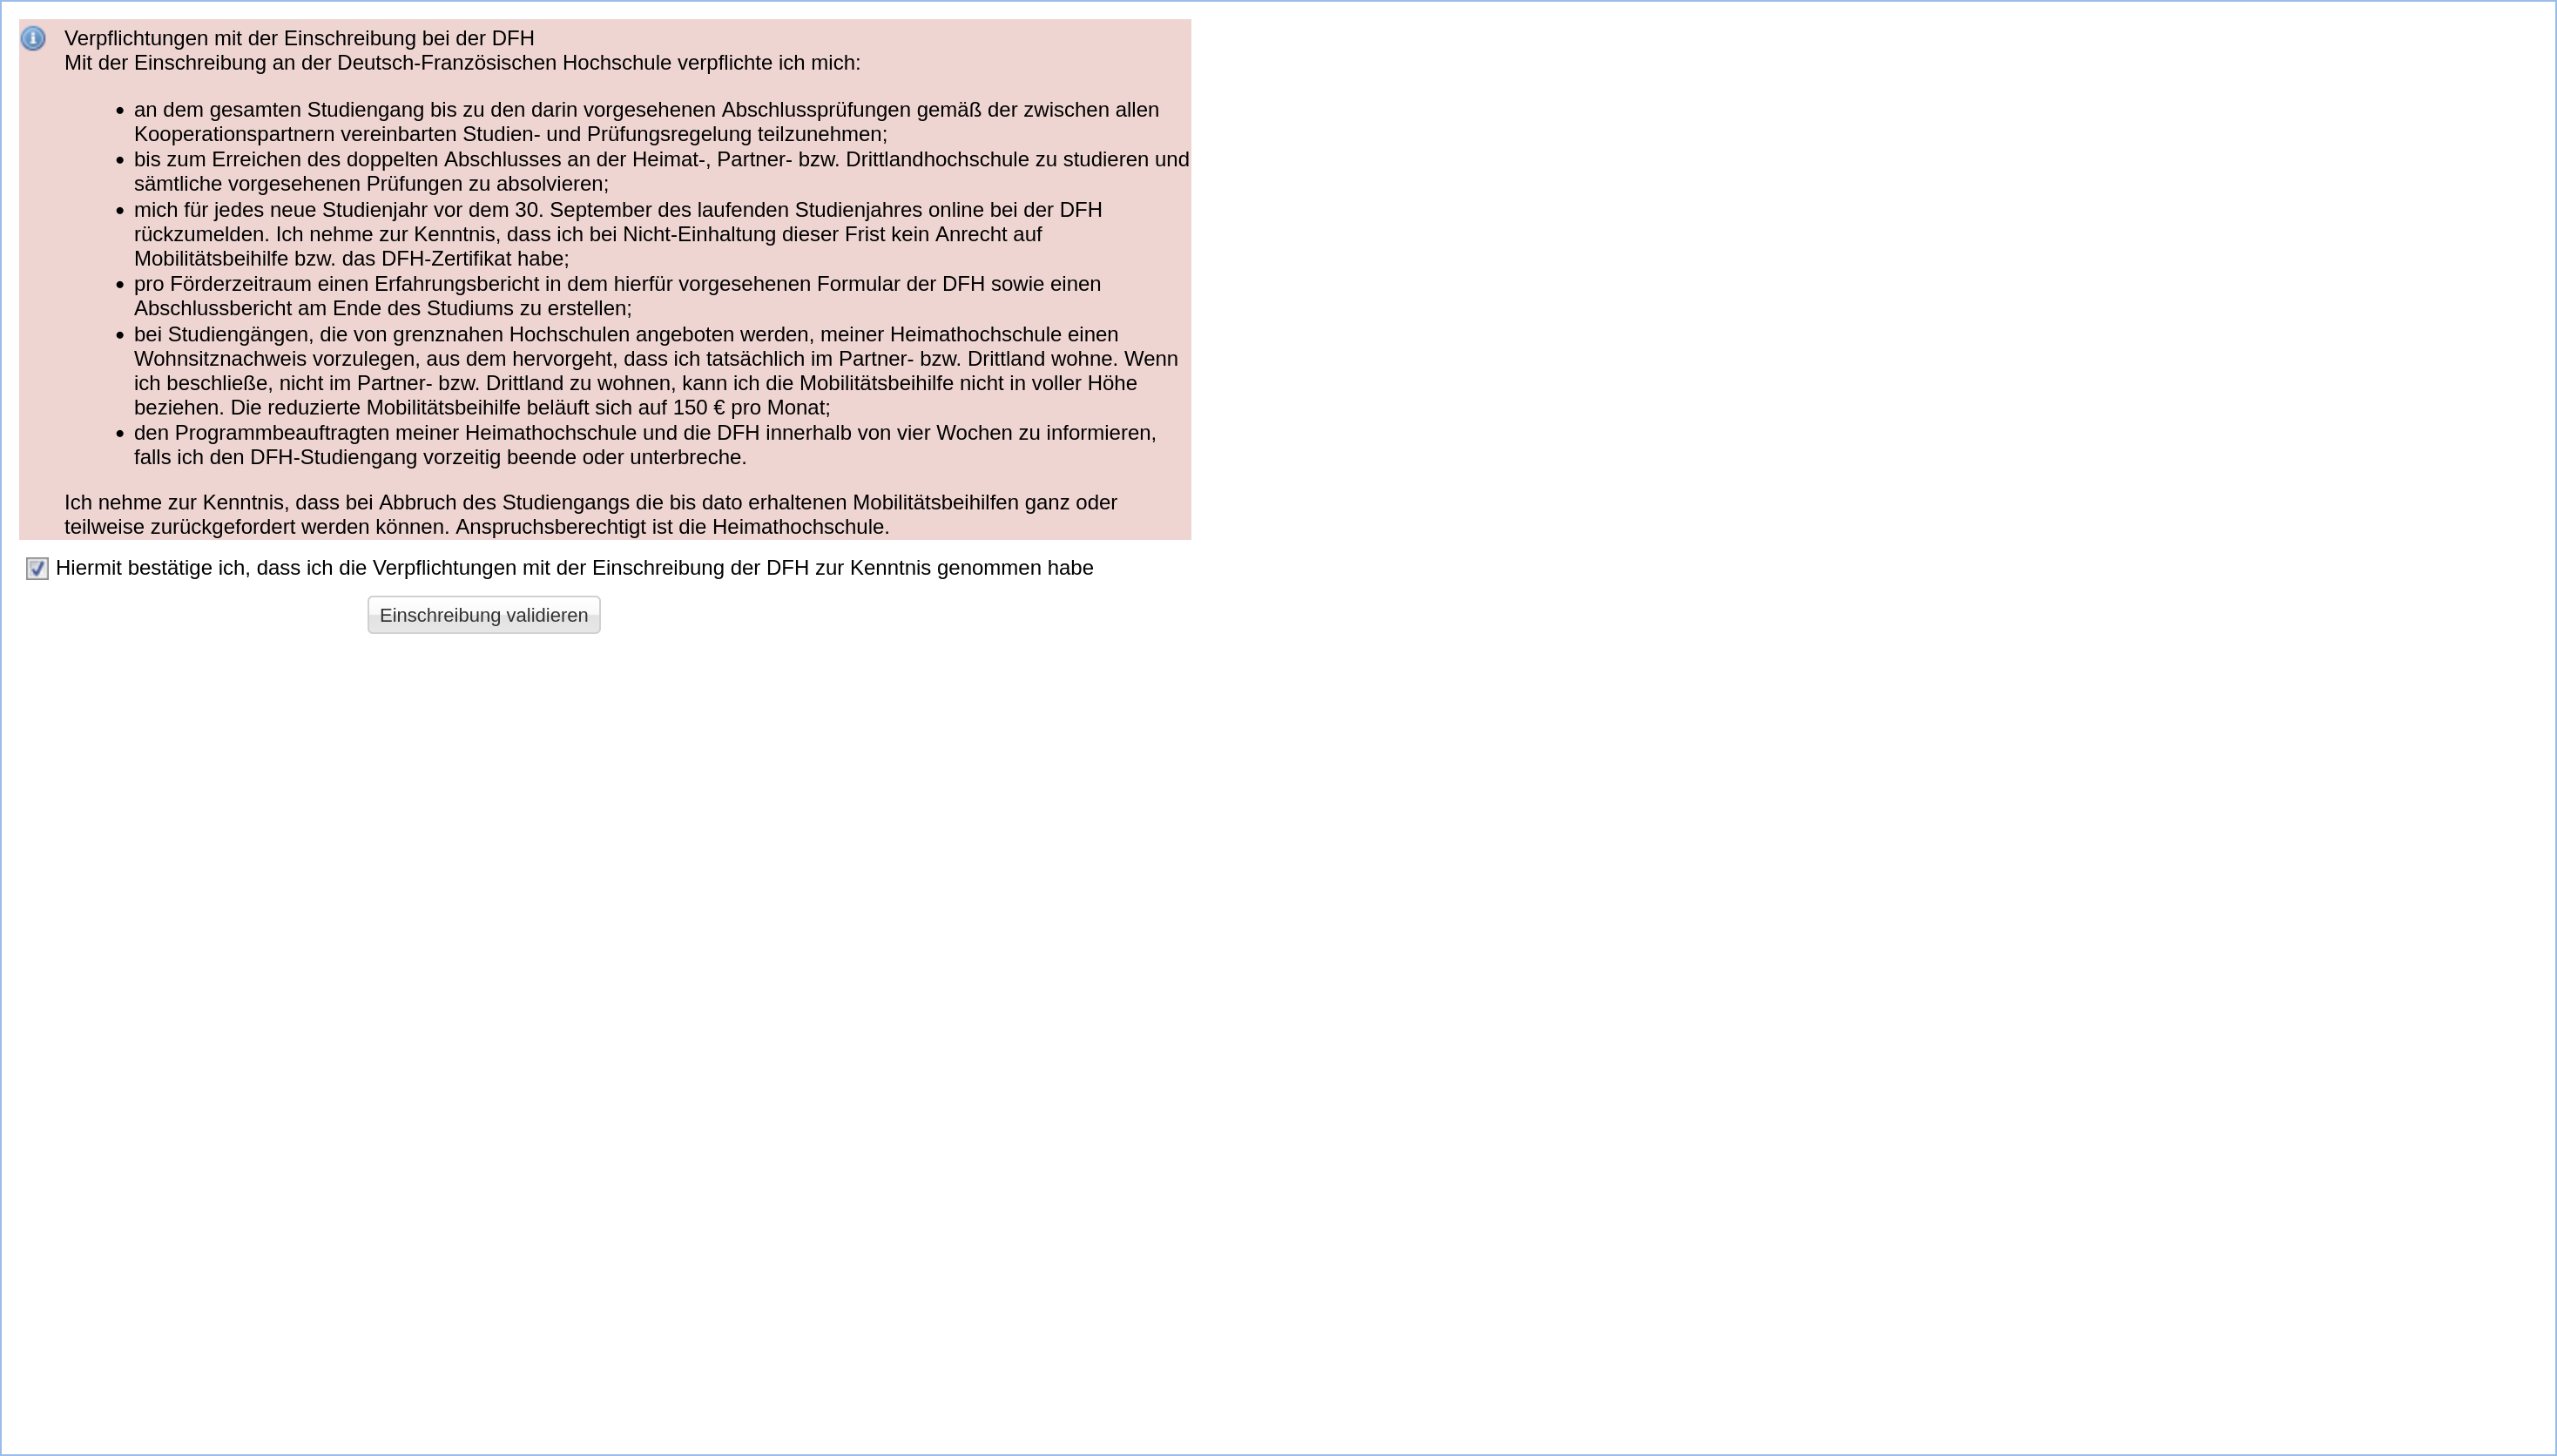 Verpflichtungen mit der Einschreibung bei der DFH
Mit der Einschreibung an der Deutsch-Französischen Hochschule verpflichte ich mich:
• an dem gesamten Studiengang bis zu den darin vorgesehenen Abschlussprüfungen gemäß der zwischen allen
Kooperationspartnern vereinbarten Studien- und Prüfungsregelung teilzunehmen;
• bis zum Erreichen des doppelten Abschlusses an der Heimat-, Partner- bzw. Drittlandhochschule zu studieren und
sämtliche vorgesehenen Prüfungen zu absolvieren;
• mich für jedes neue Studienjahr vor dem 30. September des laufenden Studienjahres online bei der DFH
rückzumelden. Ich nehme zur Kenntnis, dass ich bei Nicht-Einhaltung dieser Frist kein Anrecht auf
Mobilitätsbeihilfe bzw. das DFH-Zertifikat habe;
• pro Förderzeitraum einen Erfahrungsbericht in dem hierfür vorgesehenen Formular der DFH sowie einen
Abschlussbericht am Ende des Studiums zu erstellen;
• bei Studiengängen, die von grenznahen Hochschulen angeboten werden, meiner Heimathochschule einen
Wohnsitznachweis vorzulegen, aus dem hervorgeht, dass ich tatsächlich im Partner- bzw. Drittland wohne. Wenn
ich beschließe, nicht im Partner- bzw. Drittland zu wohnen, kann ich die Mobilitätsbeihilfe nicht in voller Höhe
beziehen. Die reduzierte Mobilitätsbeihilfe beläuft sich auf 150 € pro Monat;
• den Programmbeauftragten meiner Heimathochschule und die DFH innerhalb von vier Wochen zu informieren,
falls ich den DFH-Studiengang vorzeitig beende oder unterbreche.
Ich nehme zur Kenntnis, dass bei Abbruch des Studiengangs die bis dato erhaltenen Mobilitätsbeihilfen ganz oder
teilweise zurückgefordert werden können. Anspruchsberechtigt ist die Heimathochschule.
Hiermit bestätige ich, dass ich die Verpflichtungen mit der Einschreibung der DFH zur Kenntnis genommen habe
Einschreibung validieren